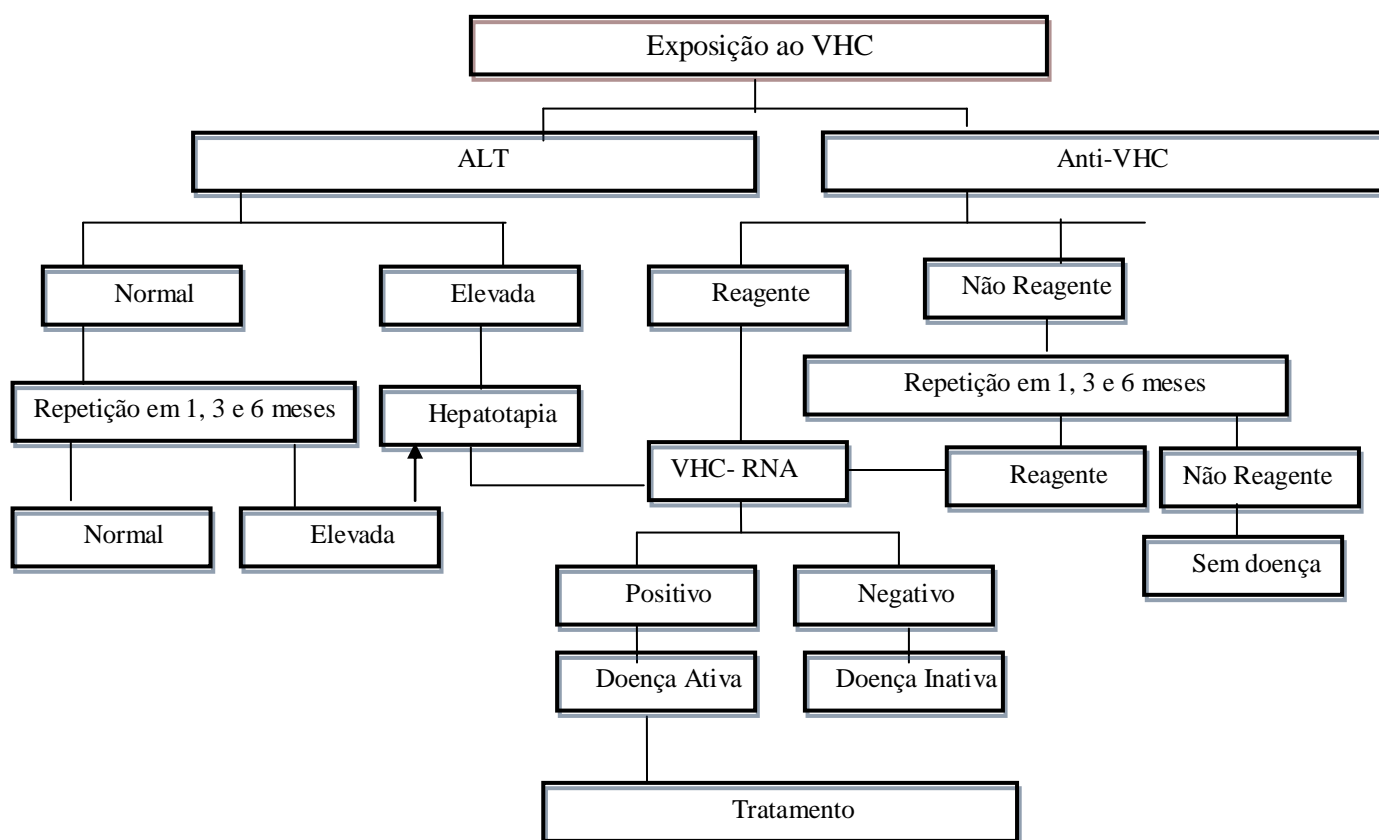 Exposição ao VHC
ALT
Anti-VHC
Normal
Elevada
Reagente
Não Reagente
Repetição em 1, 3 e 6 meses
Hepatotapia
Repetição em 1, 3 e 6 meses
VHC- RNA
Reagente
Não Reagente
Normal
Elevada
Sem doença
Positivo
Negativo
Doença Ativa
Doença Inativa
Tratamento